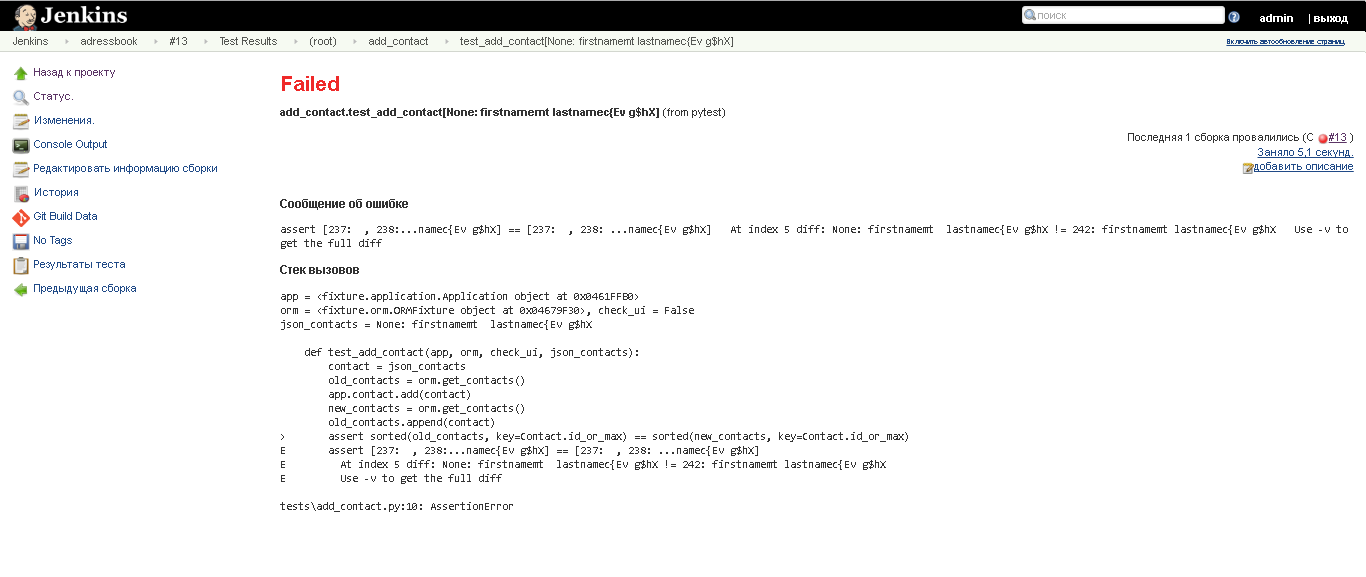 Jenkins
поиск
admin | выход
Jenkins adressbook #13 Test Results (root) add_contact test_add_contact[None: firstnamemt lastnamec{Ev g$hX]
Включить автообновление страниц
Назад к проекту
Статус.
Изменения.
Console Output
Редактировать информацию сборки
История
Git Build Data
No Tags
Результаты теста
Предыдущая сборка
Failed
add_contact.test_add_contact[None: firstnamemt lastnamec{Ev g$hX] (from pytest)
Последняя 1 сборка провалились (С #13 )
Заняло 5,1 секунд.
добавить описание
Сообщение об ошибке
assert [237:  , 238:...namec{Ev g$hX] == [237:  , 238: ...namec{Ev g$hX]   At index 5 diff: None: firstnamemt  lastnamec{Ev g$hX != 242: firstnamemt lastnamec{Ev g$hX   Use -v to
get the full diff
Стек вызовов
app = <fixture.application.Application object at 0x0461FFB0>
orm = <fixture.orm.ORMFixture object at 0x04679F30>, check_ui = False
json_contacts = None: firstnamemt  lastnamec{Ev g$hX
    def test_add_contact(app, orm, check_ui, json_contacts):
        contact = json_contacts
        old_contacts = orm.get_contacts()
        app.contact.add(contact)
        new_contacts = orm.get_contacts()
        old_contacts.append(contact)
>       assert sorted(old_contacts, key=Contact.id_or_max) == sorted(new_contacts, key=Contact.id_or_max)
E       assert [237:  , 238:...namec{Ev g$hX] == [237:  , 238: ...namec{Ev g$hX]
E         At index 5 diff: None: firstnamemt  lastnamec{Ev g$hX != 242: firstnamemt lastnamec{Ev g$hX
E         Use -v to get the full diff
tests\add_contact.py:10: AssertionError